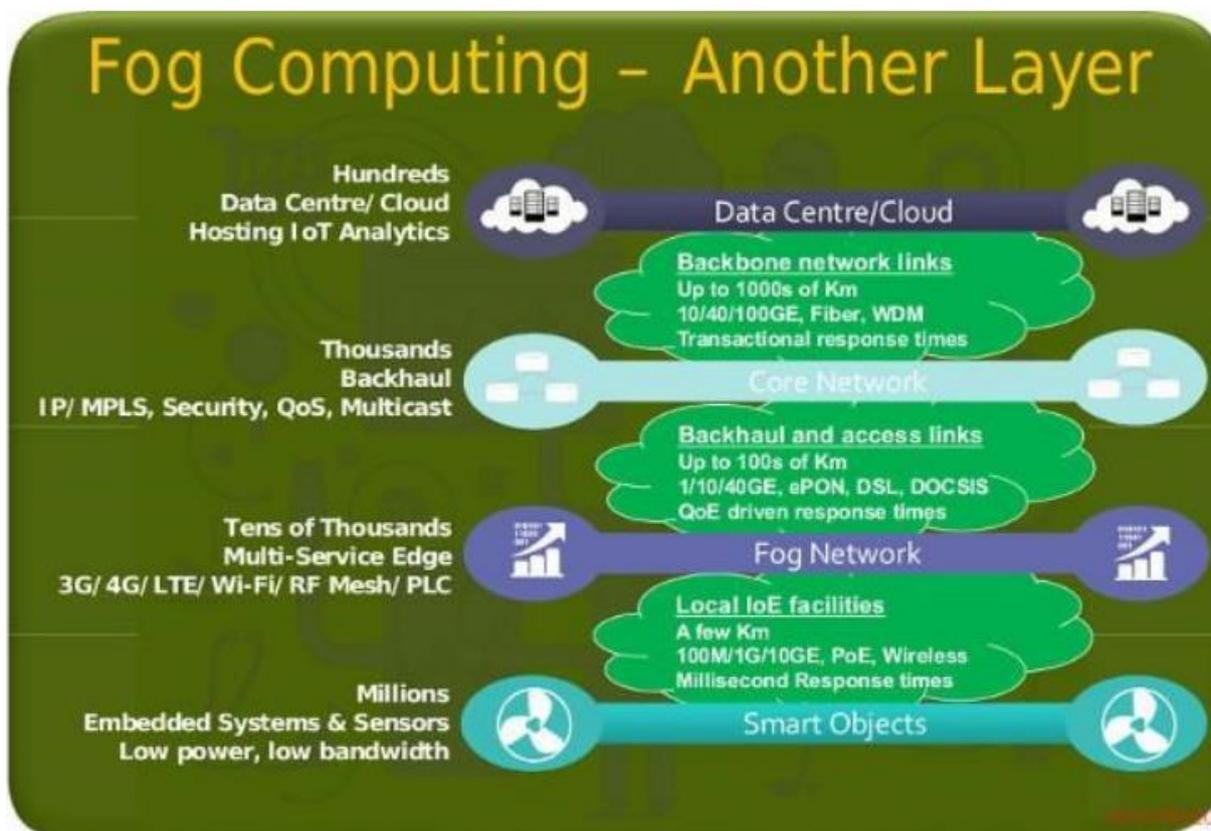 Fog Computing – Another Layer
Hundreds
Data Centre/ Cloud
Hosting IoT Analytics
Data Centre/Cloud
Backbone network links
Up to 1000s of Km
10/40/100GE, Fiber, WDM
Transactional response times
Thousands
Backhaul
IP/ MPLS, Security, QoS, Multicast
Core Network
Backhaul and access links
Up to 100s of Km
1/10/40GE, ePON, DSL, DOCSIS
QoE driven response times
Tens of Thousands
Multi-Service Edge
3G/ 4G/ LTE/ Wi-Fi/ RF Mesh/ PLC
Fog Network
Local IoE facilities
A few Km
100M/1G/10GE, PoE, Wireless
Millisecond Response times
Millions
Embedded Systems & Sensors
Low power, low bandwidth
Smart Objects